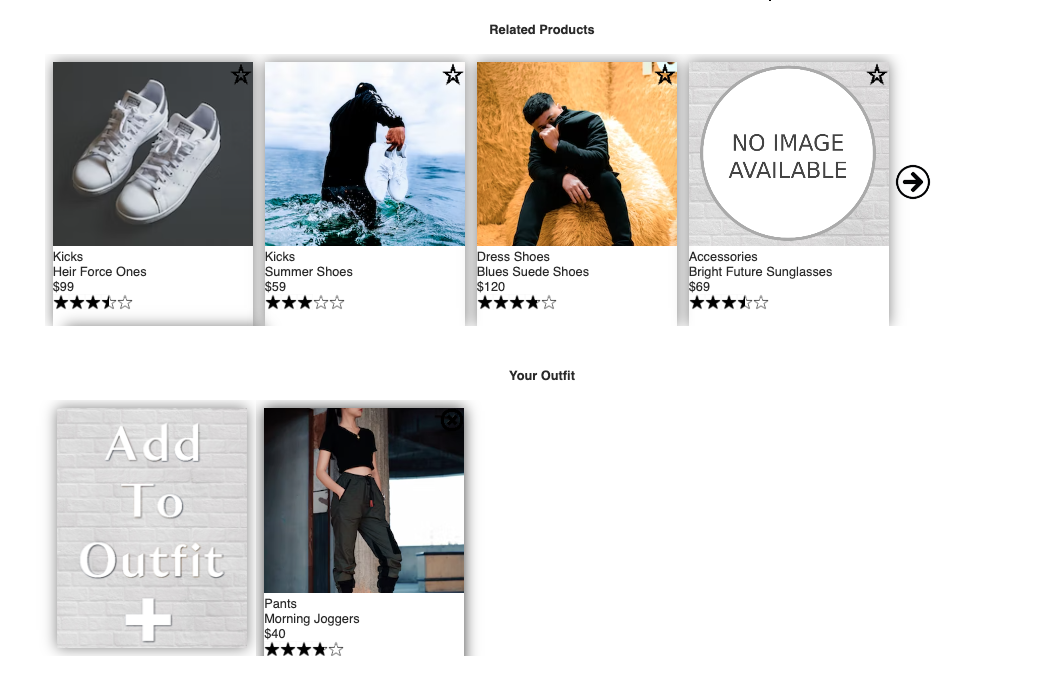 Related Products
NO IMAGE
AVAILABLE
Kicks
Heir Force Ones
$99
Kicks
Summer Shoes
$59
Dress Shoes
Blues Suede Shoes
$120
Accessories
Bright Future Sunglasses
$69
Your Outfit
Add
To
Outfit
+
Pants
Morning Joggers
$40